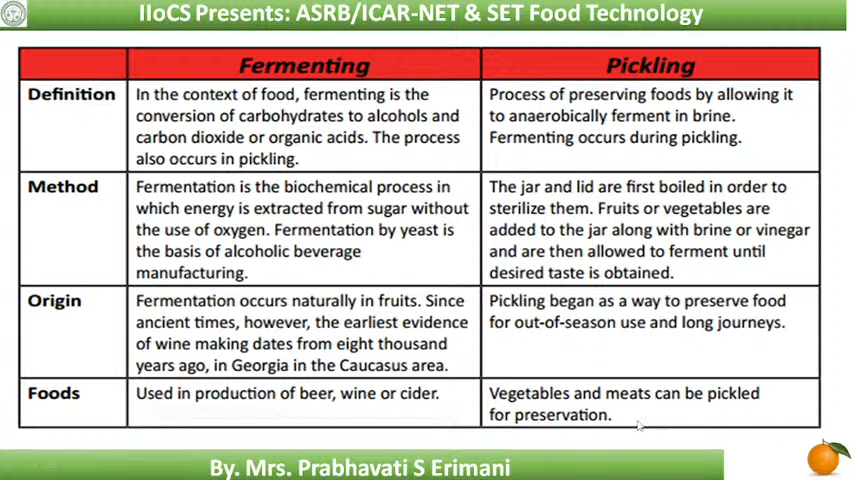 IIoCS Presents: ASRB/ICAR-NET & SET Food Technology
Fermenting
Pickling
Definition
In the context of food, fermenting is the
conversion of carbohydrates to alcohols and
carbon dioxide or organic acids. The process
also occurs in pickling.
Process of preserving foods by allowing it
to anaerobically ferment in brine.
Fermenting occurs during pickling.
Method
Fermentation is the biochemical process in
which energy is extracted from sugar without
the use of oxygen. Fermentation by yeast is
the basis of alcoholic beverage
manufacturing.
The jar and lid are first boiled in order to
sterilize them. Fruits or vegetables are
added to the jar along with brine or vinegar
and are then allowed to ferment until
desired taste is obtained.
Origin
Fermentation occurs naturally in fruits. Since
ancient times, however, the earliest evidence
of wine making dates from eight thousand
years ago, in Georgia in the Caucasus area.
Pickling began as a way to preserve food
for out-of-season use and long journeys.
Foods
Used in production of beer, wine or cider.
Vegetables and meats can be pickled
for preservation.
By. Mrs. Prabhavati S Erimani